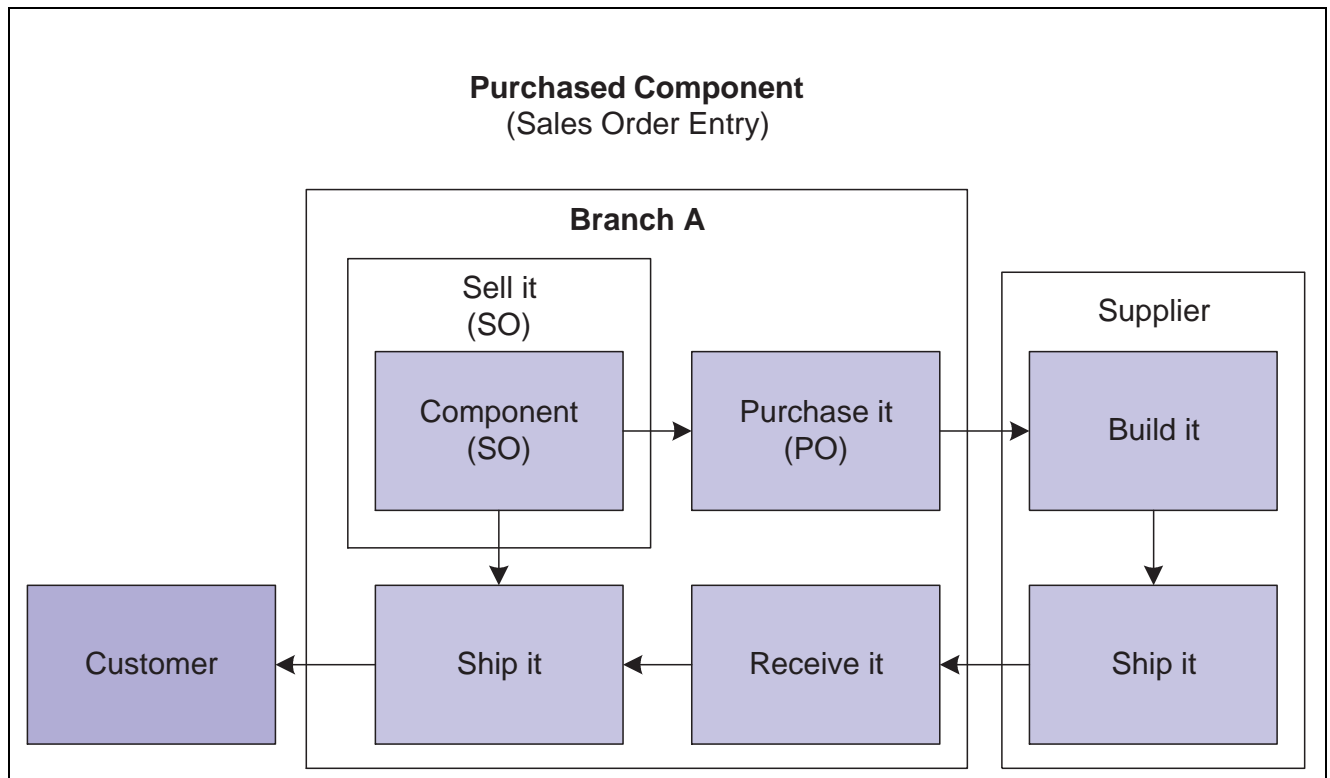 Purchased Component
(Sales Order Entry)
Branch A
Sell it
(SO)
Supplier
Component
(SO)
Purchase it
(PO)
Build it
Customer
Ship it
Receive it
Ship it